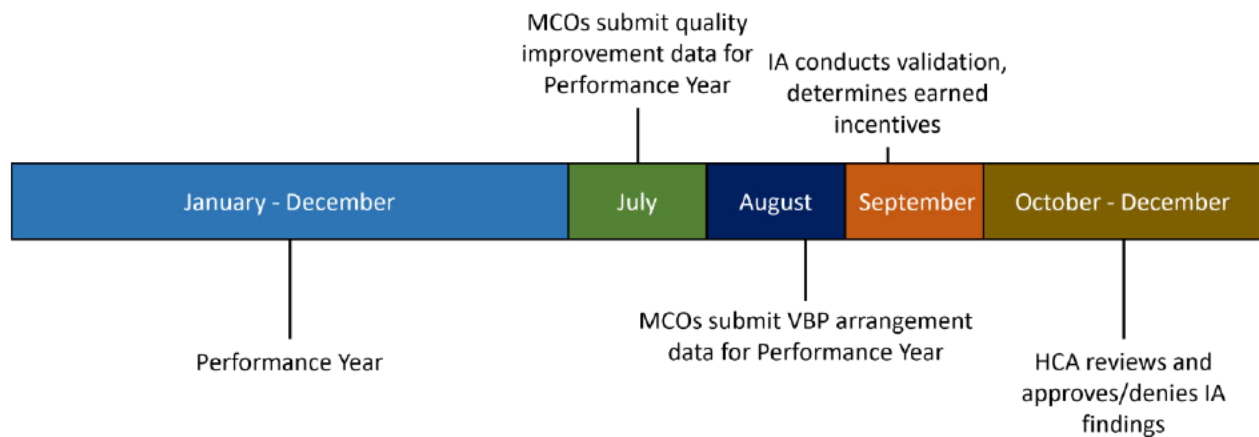 MCOs submit quality
improvement data for
Performance Year
IA conducts validation,
determines earned
incentives
January - December
July
August
September
October - December
Performance Year
MCOs submit VBP arrangement
data for Performance Year
HCA reviews and
approves/denies IA
findings